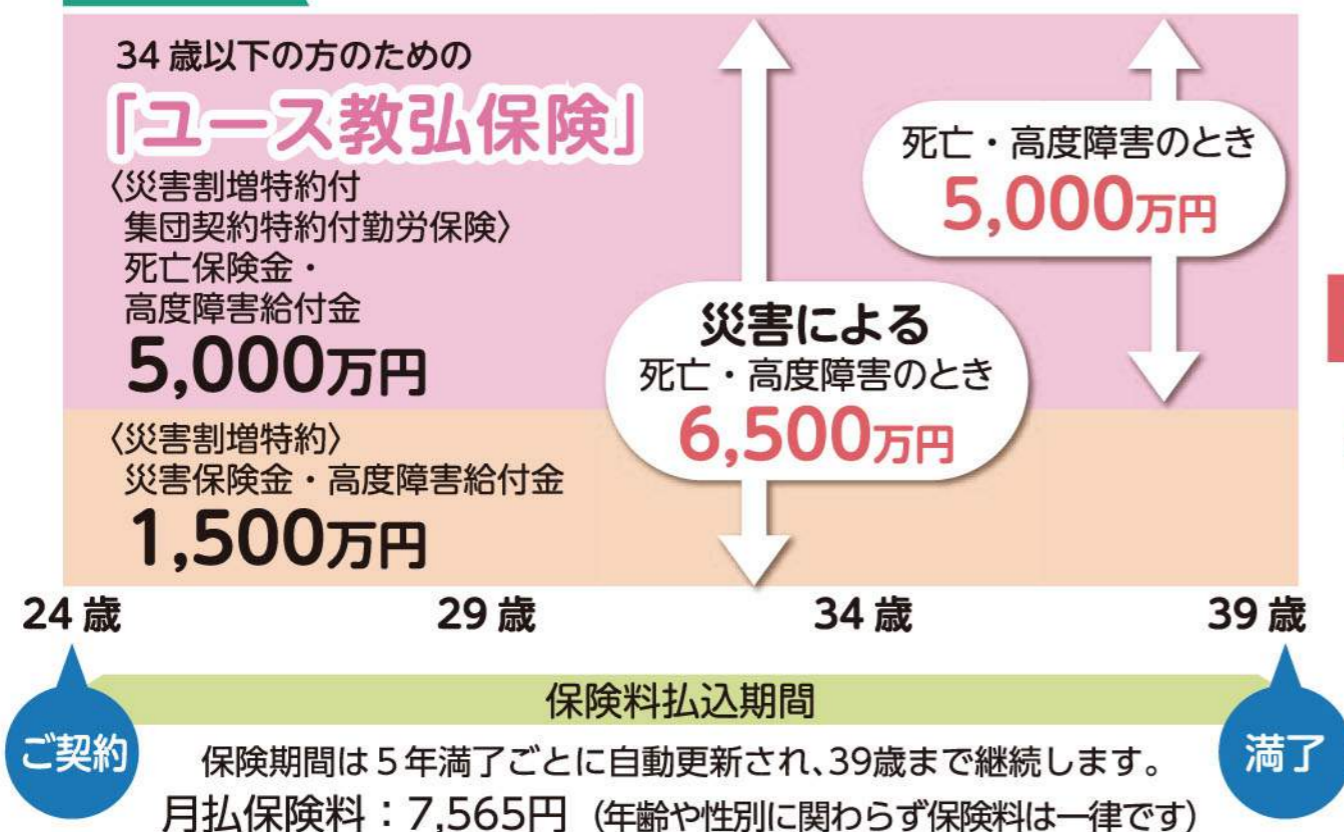 34歳以下の方のための
「ユース教弘保険」
〈災害割増特約付
集団契約特約付勤労保険〉
死亡保険金・
高度障害給付金
5,000万円
死亡・高度障害のとき
5,000万円
災害による
死亡・高度障害のとき
6,500万円
〈災害割増特約〉
災害保険金・高度障害給付金
1,500万円
24歳 29歳 34歳 39歳
保険料払込期間
ご契約
満了
保険期間は5年満了ごとに自動更新され、39歳まで継続します。
月払保険料：7,565円（年齢や性別に関わらず保険料は一律です）